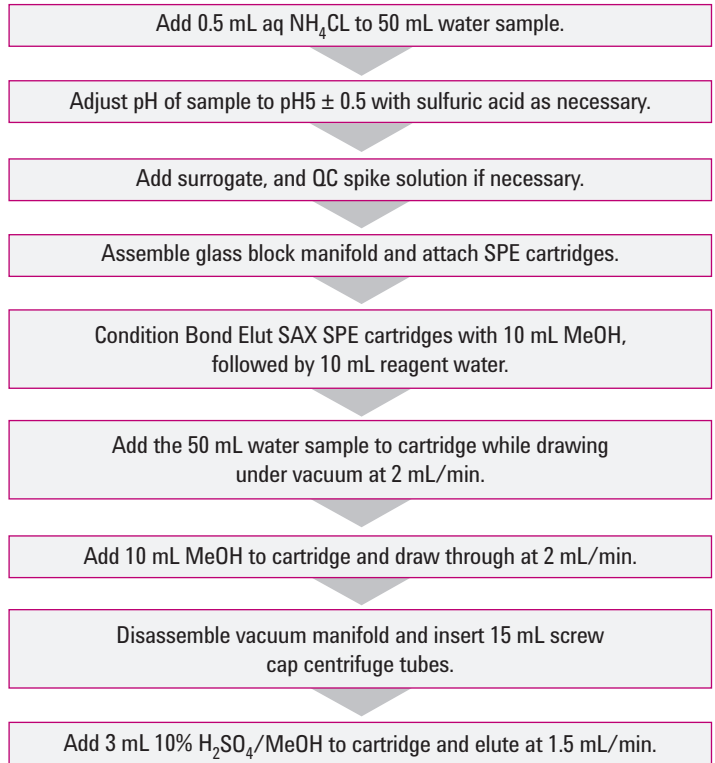 Add 0.5 mL aq NH₄CL to 50 mL water sample.
Adjust pH of sample to pH5 ± 0.5 with sulfuric acid as necessary.
Add surrogate, and QC spike solution if necessary.
Assemble glass block manifold and attach SPE cartridges.
Condition Bond Elut SAX SPE cartridges with 10 mL MeOH,
followed by 10 mL reagent water.
Add the 50 mL water sample to cartridge while drawing
under vacuum at 2 mL/min.
Add 10 mL MeOH to cartridge and draw through at 2 mL/min.
Disassemble vacuum manifold and insert 15 mL screw
cap centrifuge tubes.
Add 3 mL 10% H₂SO₄/MeOH to cartridge and elute at 1.5 mL/min.